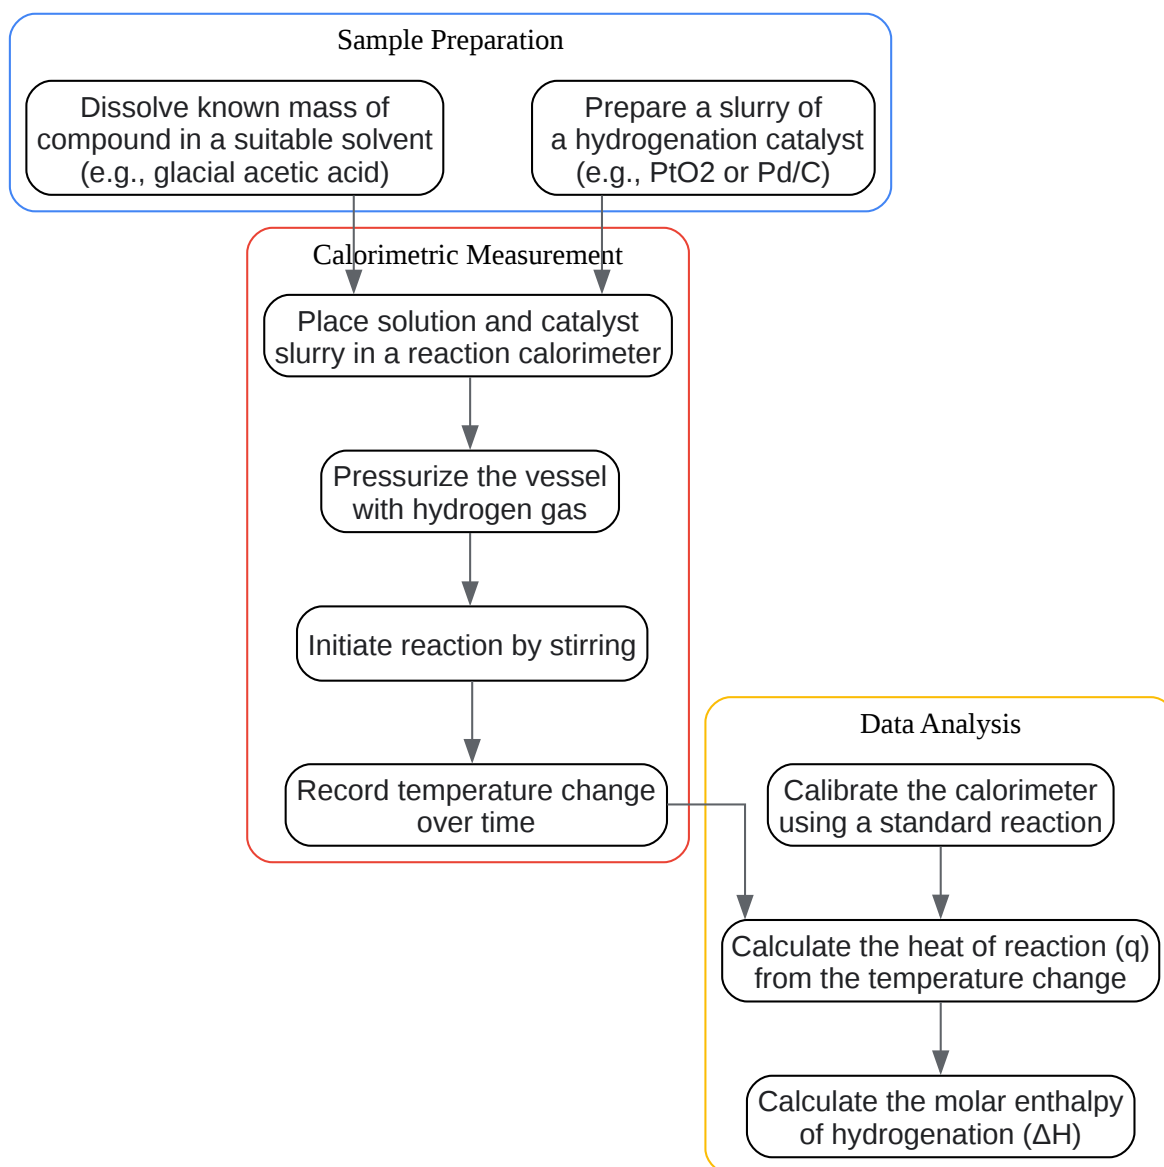 Sample Preparation
Dissolve known mass of
compound in a suitable solvent
(e.g., glacial acetic acid)
Prepare a slurry of
a hydrogenation catalyst
(e.g., PtO2 or Pd/C)
Calorimetric Measurement
Place solution and catalyst
slurry in a reaction calorimeter
Pressurize the vessel
with hydrogen gas
Initiate reaction by stirring
Record temperature change
over time
Data Analysis
Calibrate the calorimeter
using a standard reaction
Calculate the heat of reaction (q)
from the temperature change
Calculate the molar enthalpy
of hydrogenation (ΔH)